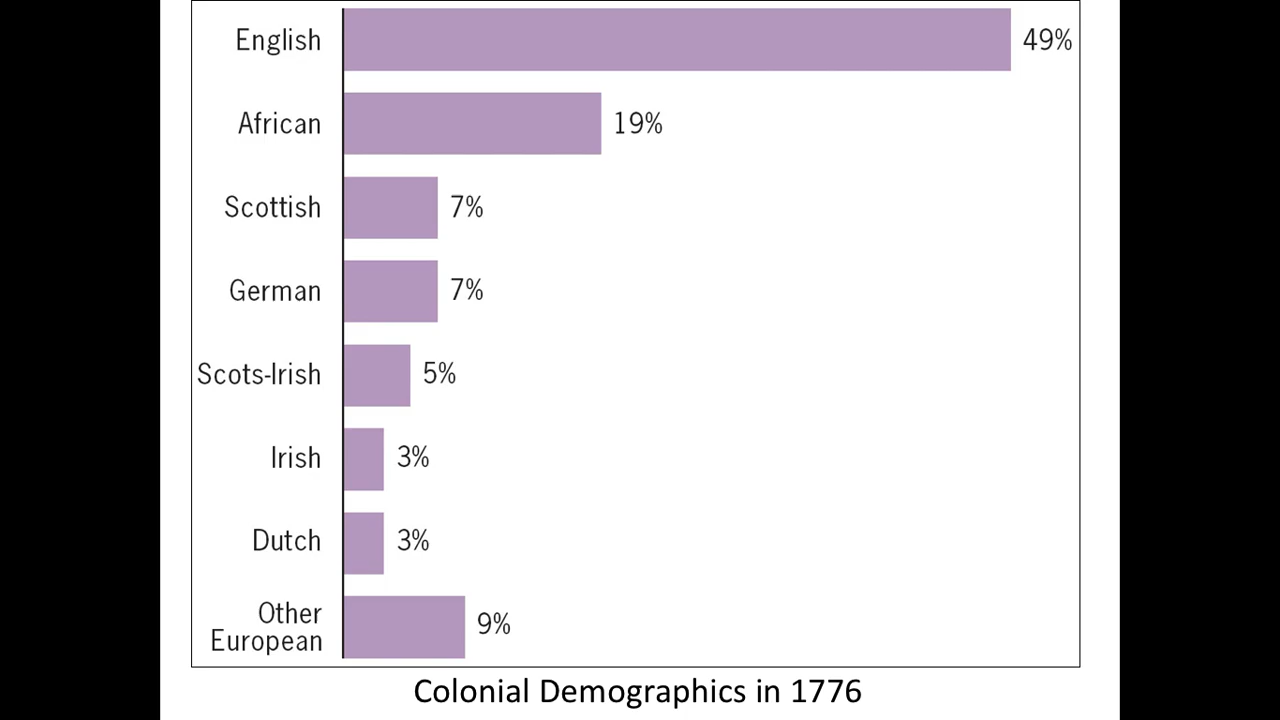 English 49%
African 19%
Scottish 7%
German 7%
Scots-Irish 5%
Irish 3%
Dutch 3%
Other
European 9%
Colonial Demographics in 1776